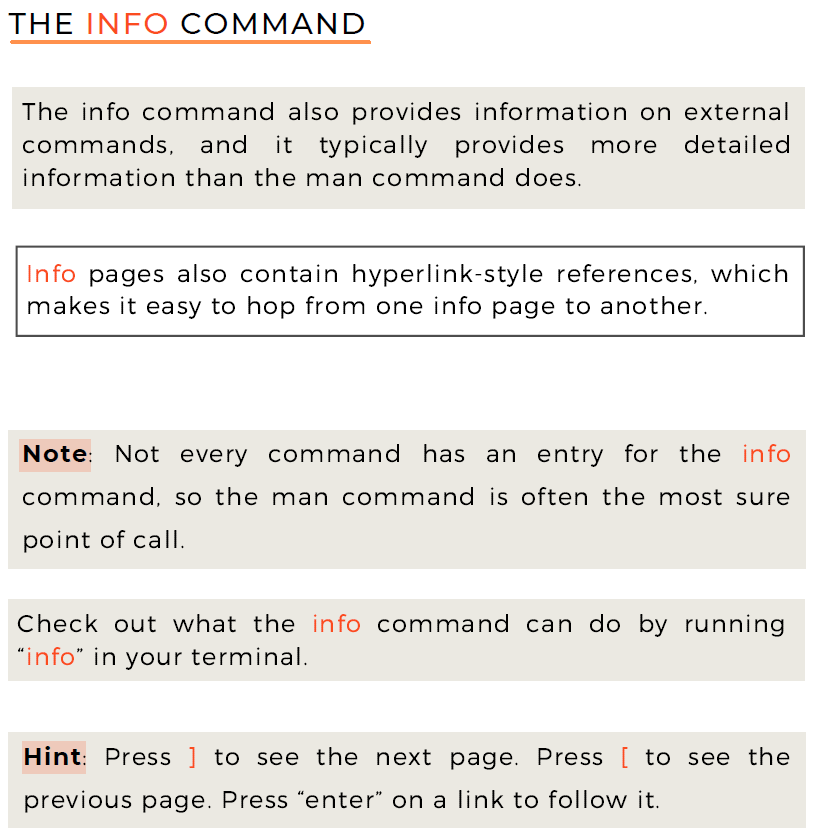 THE INFO COMMAND
The info command also provides information on external
commands, and it typically provides more detailed
information than the man command does.
Info pages also contain hyperlink-style references, which
makes it easy to hop from one info page to another.
Note: Not every command has an entry for the info
command, so the man command is often the most sure
point of call.
Check out what the info command can do by running
“info” in your terminal.
Hint: Press ] to see the next page. Press [ to see the
previous page. Press “enter” on a link to follow it.